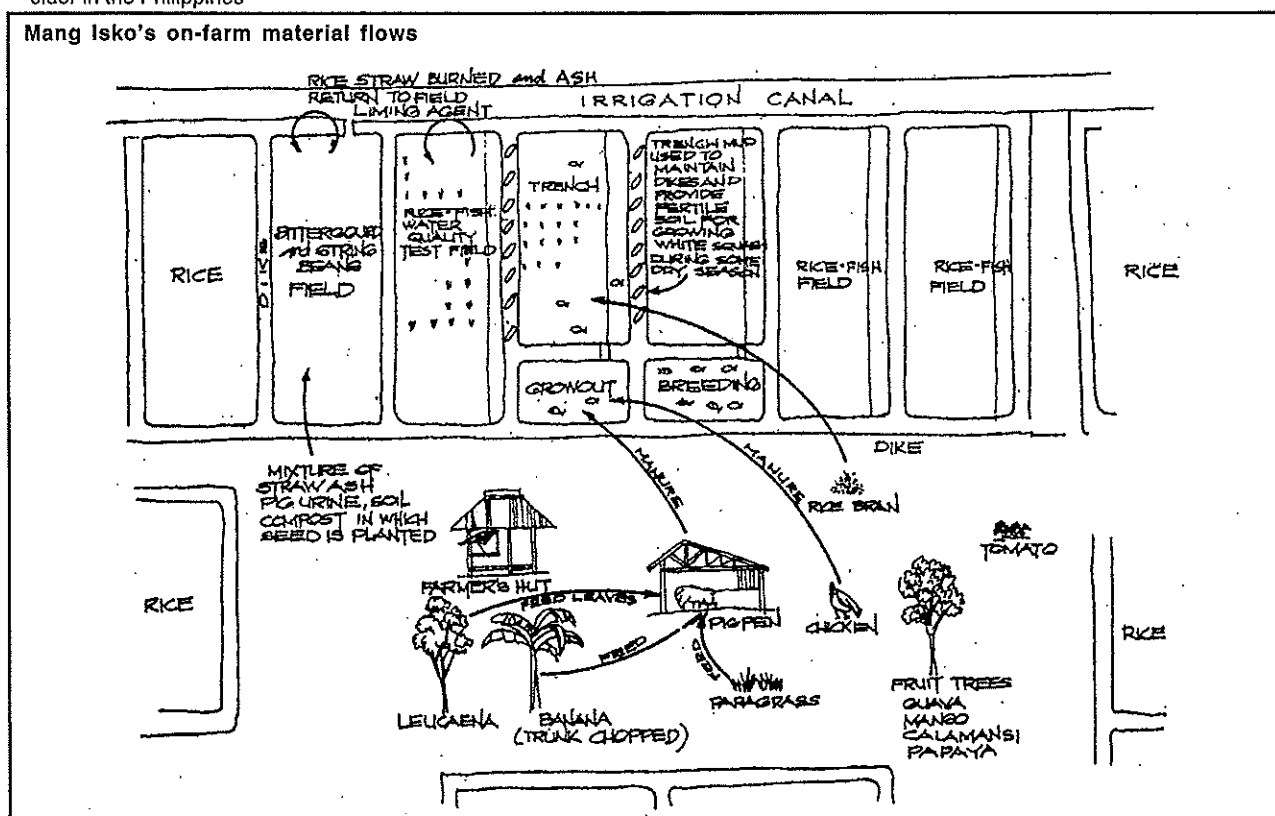 Mang Isko's on-farm material flows
RICE STRAW BURNED and ASH
RETURN TO FIELD
LIMING AGENT
IRRIGATION CANAL
RICE
DIKE
BITTERGOURD
and STRING
BEANS
FIELD
RICE-FISH
WATER
QUALITY
TEST FIELD
TRENCH
TRENCH MUD
USED TO
MAINTAIN
DIKES AND
PROVIDE
FERTILE
SOIL FOR
GROWING
WHITE SQUASH
DURING SOME
DRY SEASON
RICE-FISH
FIELD
RICE-FISH
FIELD
RICE
GROWOUT
BREEDING
DIKE
MIXTURE OF
STRAW ASH
PIG URINE, SOIL
COMPOST IN WHICH
SEED IS PLANTED
MANURE
MANURE
RICE BRAN
TOMATO
FARMER'S HUT
RICE
FEED LEAVES
FEED
FEED
PIGPEN
CHICKEN
RICE
PARAGRASS
LEUCAENA
BANANA
(TRUNK CHOPPED)
FRUIT TREES
GUAVA
MANGO
CALAMANSI
PAPAYA